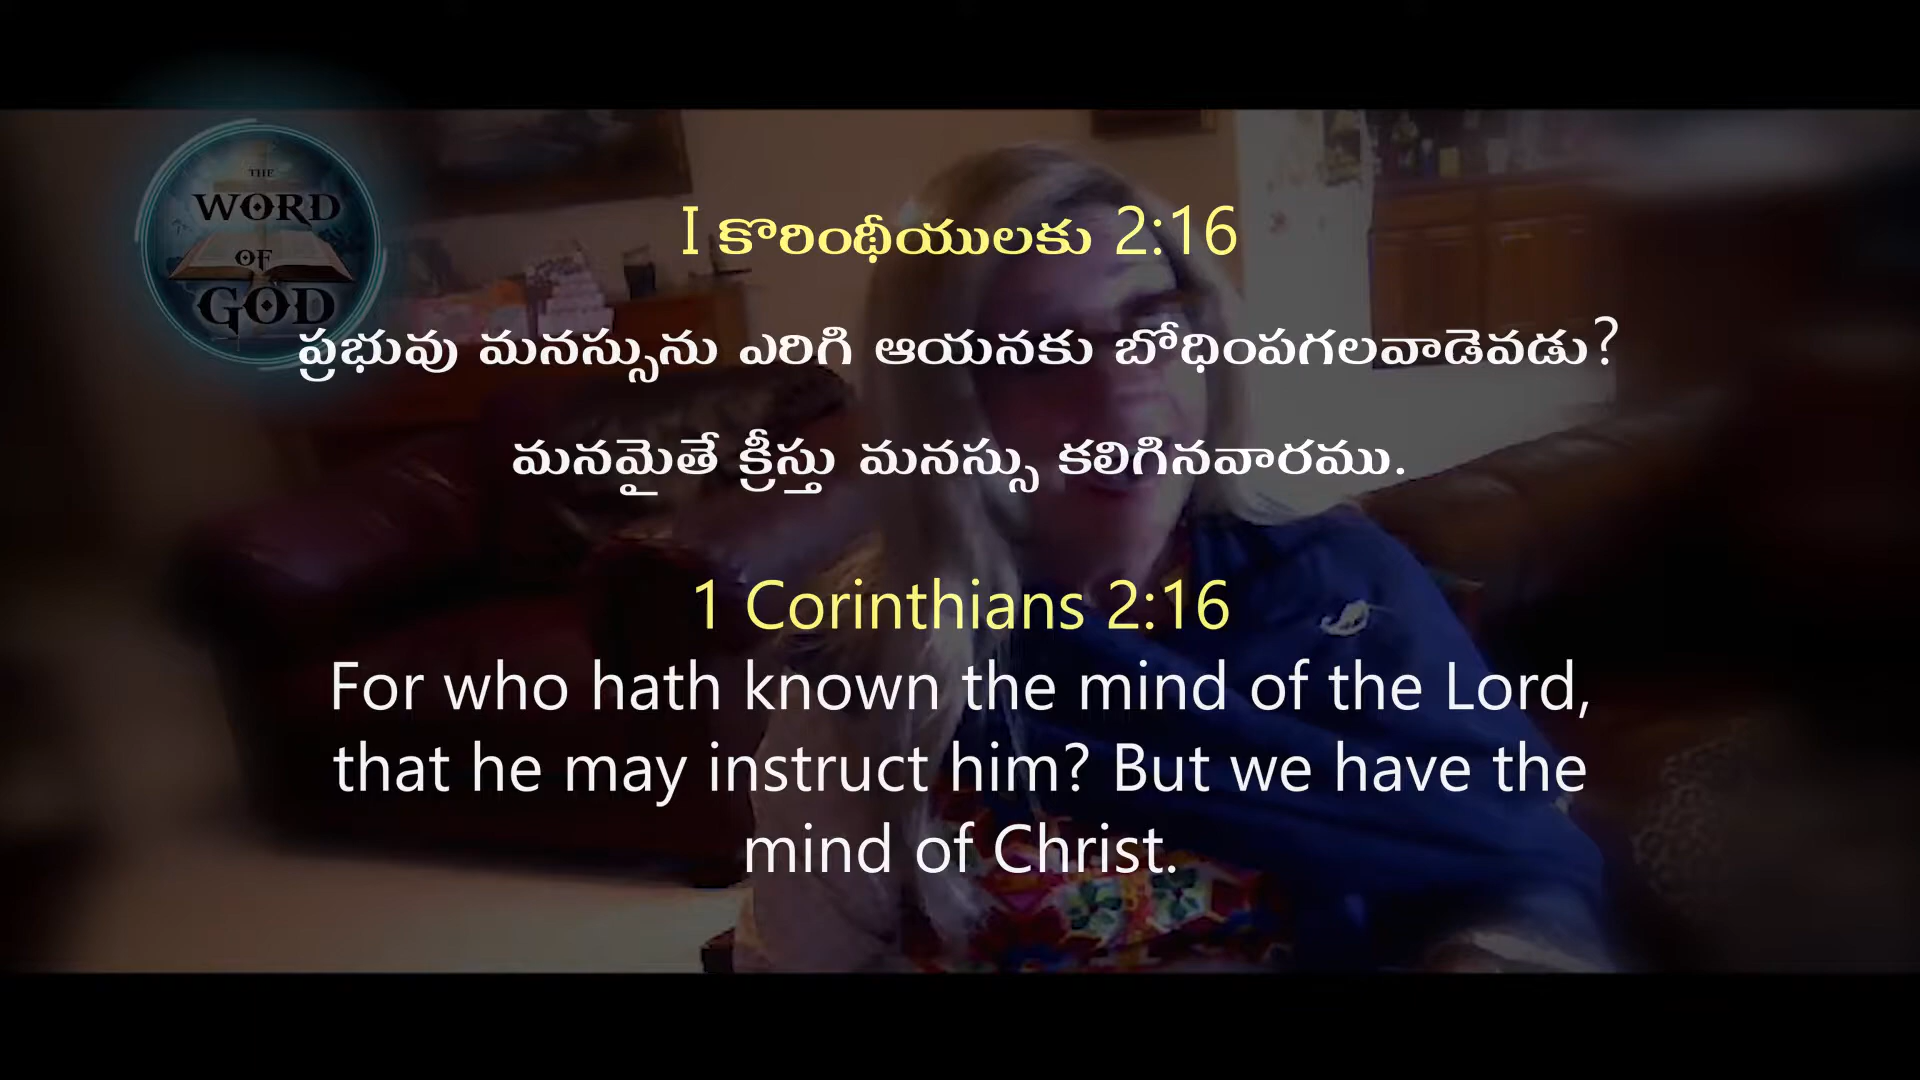 THE
WORD
OF
GOD
I కొరింథీయులకు 2:16
ప్రభువు మనస్సును ఎరిగి ఆయనకు బోధింపగలవాడెవడు?
మనమైతే క్రీస్తు మనస్సు కలిగినవారము.
1 Corinthians 2:16
For who hath known the mind of the Lord,
that he may instruct him? But we have the
mind of Christ.